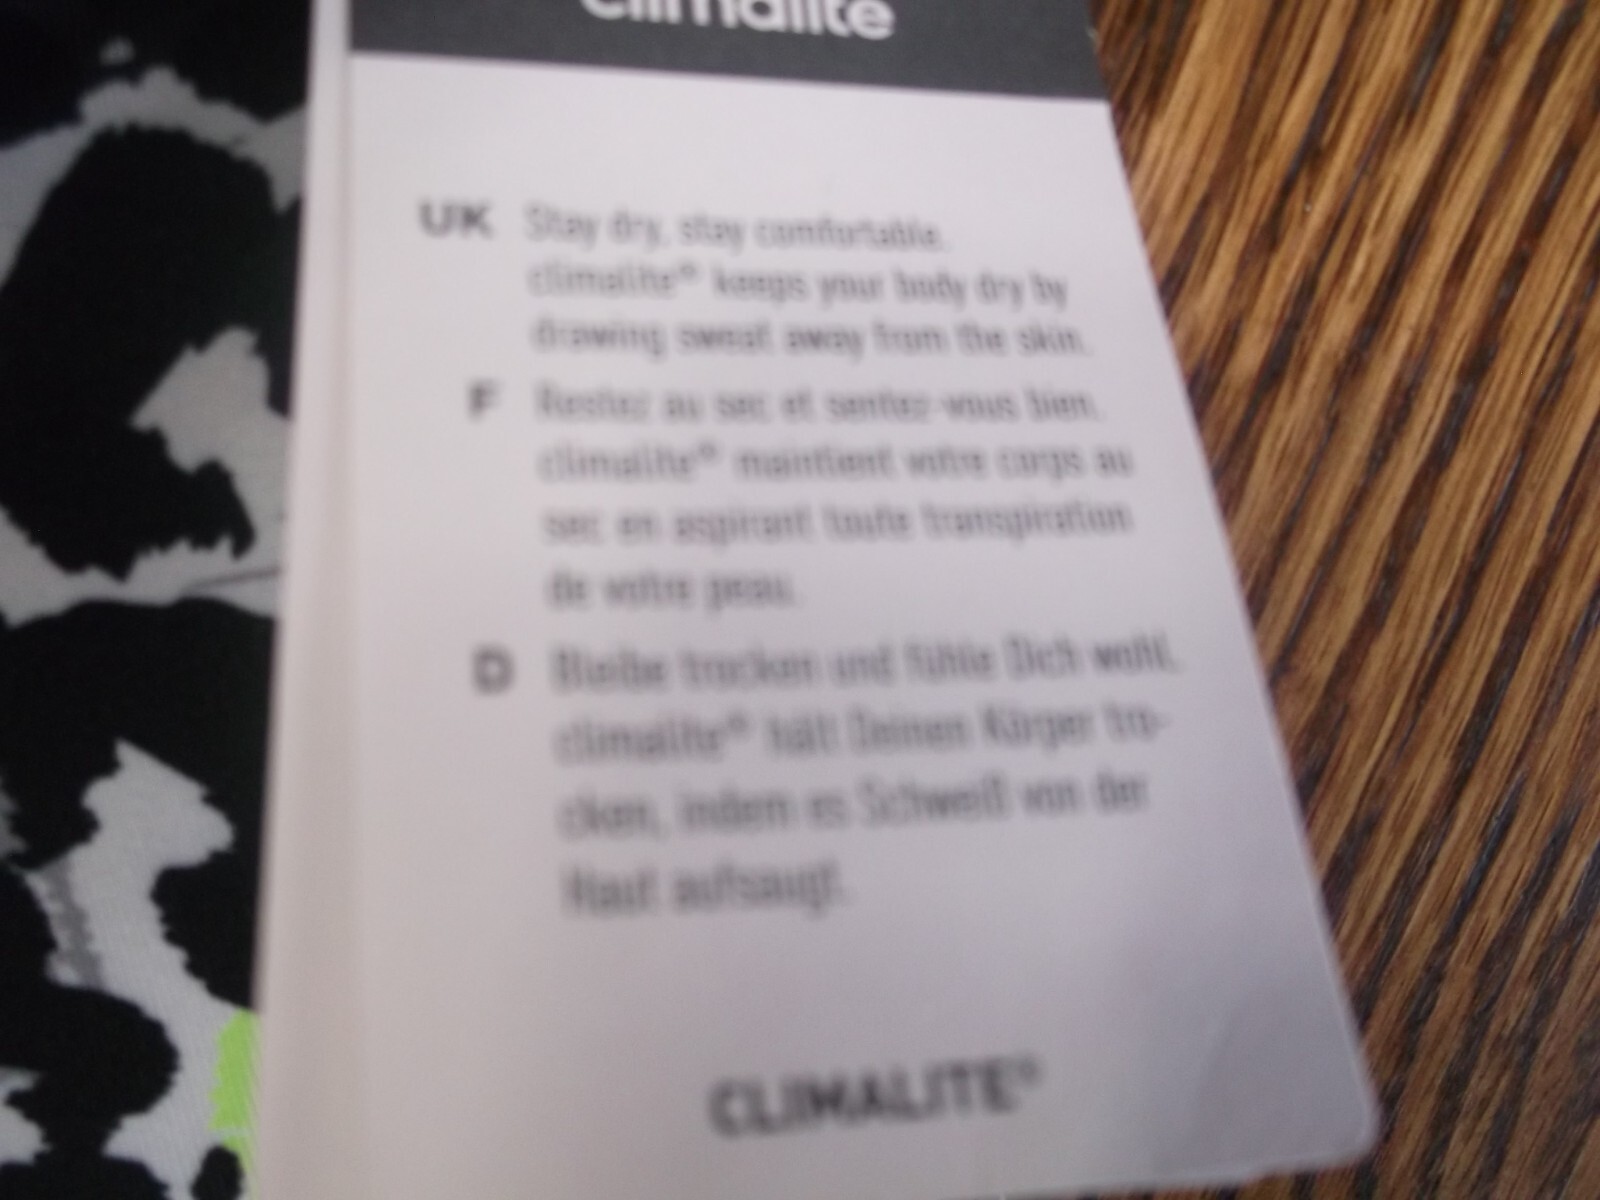 climalite
UK Stay dry, stay comfortable.
climalite® keeps your body dry by
drawing sweat away from the skin.
F Restez au sec et sentez-vous bien.
climalite® maintient votre corps au
sec en aspirant toute transpiration
de votre peau.
D Bleibe trocken und fühle Dich wohl.
climalite® hält Deinen Körper tro-
cken, indem es Schweiß von der
Haut aufsaugt.
CLIMALITE®